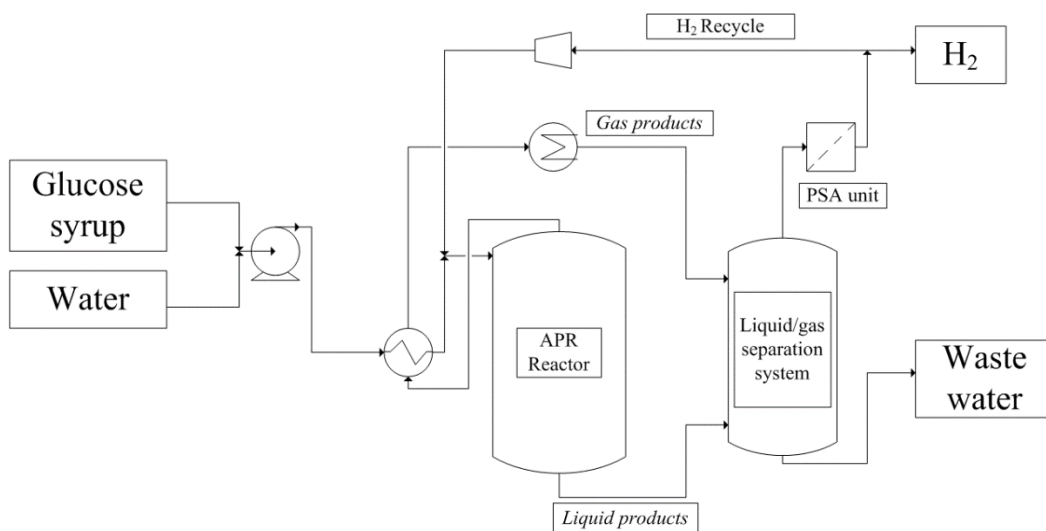 H₂ Recycle
H₂
Gas products
Glucose
syrup
PSA unit
Water
APR
Reactor
Liquid/gas
separation
system
Waste
water
Liquid products